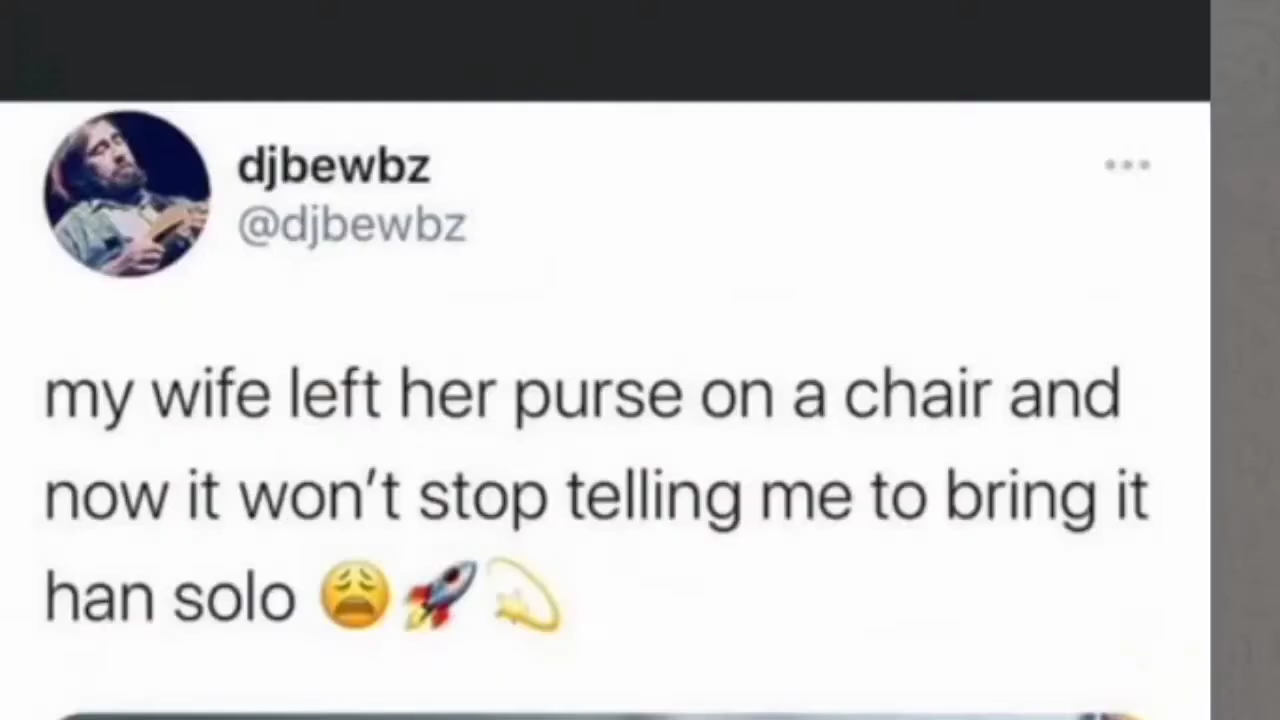 djbewbz
@djbewbz
my wife left her purse on a chair and
now it won’t stop telling me to bring it
han solo 😩🚀💫